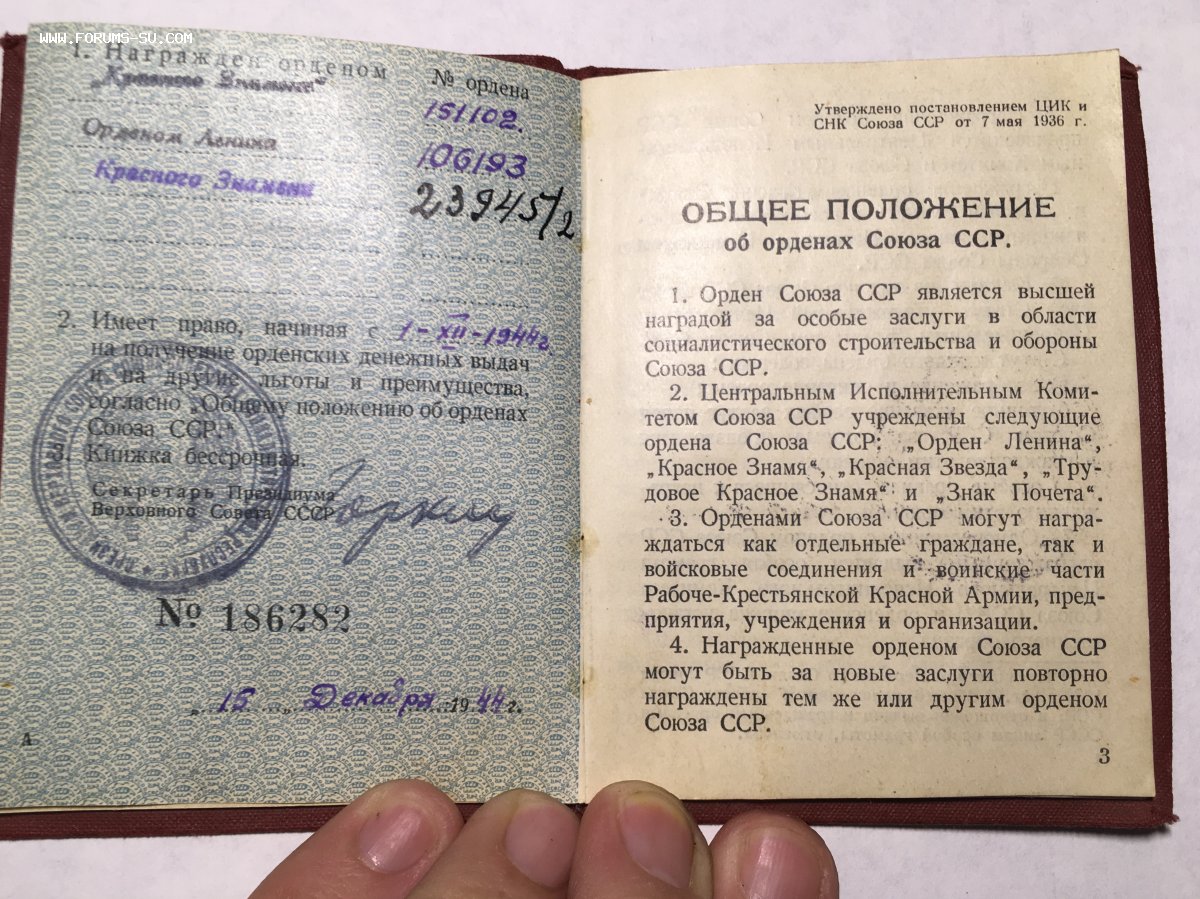 WWW.FORUMS-SU.COM
1. Награжден орденом
№ ордена
„Красного Знамени“
151102.
Орденом Ленина
106193
Красного Знамени
23945/2
2. Имеет право, начиная с 1-XII-1944г.
на получение орденских денежных выдач
и на другие льготы и преимущества,
согласно „Общему положению об орденах
Союза ССР.“
3. Книжка бессрочная.
Секретарь Президиума
Верховного Совета СССР
№ 186282
„ 15 „ Декабря 1944 г.
А
Утверждено постановлением ЦИК и
СНК Союза ССР от 7 мая 1936 г.
ОБЩЕЕ ПОЛОЖЕНИЕ
об орденах Союза ССР.
1. Орден Союза ССР является высшей
наградой за особые заслуги в области
социалистического строительства и обороны
Союза ССР.
2. Центральным Исполнительным Коми-
тетом Союза ССР учреждены следующие
ордена Союза ССР: „Орден Ленина“,
„Красное Знамя“, „Красная Звезда“, „Тру-
довое Красное Знамя“ и „Знак Почета“.
3. Орденами Союза ССР могут награ-
ждаться как отдельные граждане, так и
войсковые соединения и воинские части
Рабоче-Крестьянской Красной Армии, пред-
приятия, учреждения и организации.
4. Награжденные орденом Союза ССР
могут быть за новые заслуги повторно
награждены тем же или другим орденом
Союза ССР.
3